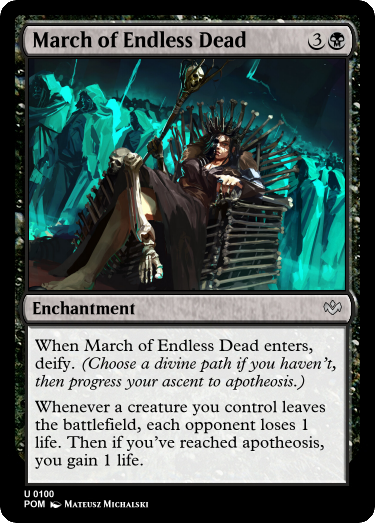 March of Endless Dead 3
Enchantment
When March of Endless Dead enters,
deify. (Choose a divine path if you haven't,
then progress your ascent to apotheosis.)
Whenever a creature you control leaves
the battlefield, each opponent loses 1
life. Then if you've reached apotheosis,
you gain 1 life.
U 0100
POM Mateusz Michalski